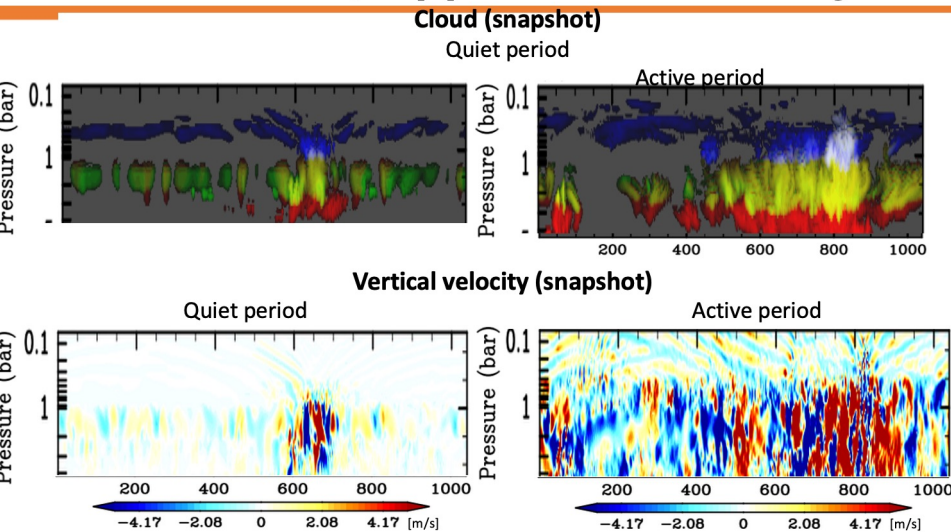 Cloud (snapshot)
Quiet period
Active period
Pressure (bar)
0.1
1
Pressure (bar)
0.1
1
200 400 600 800 1000
Vertical velocity (snapshot)
Quiet period
Active period
Pressure (bar)
0.1
1
Pressure (bar)
0.1
1
200 400 600 800 1000
200 400 600 800 1000
−4.17 −2.08 0 2.08 4.17 [m/s]
−4.17 −2.08 0 2.08 4.17 [m/s]